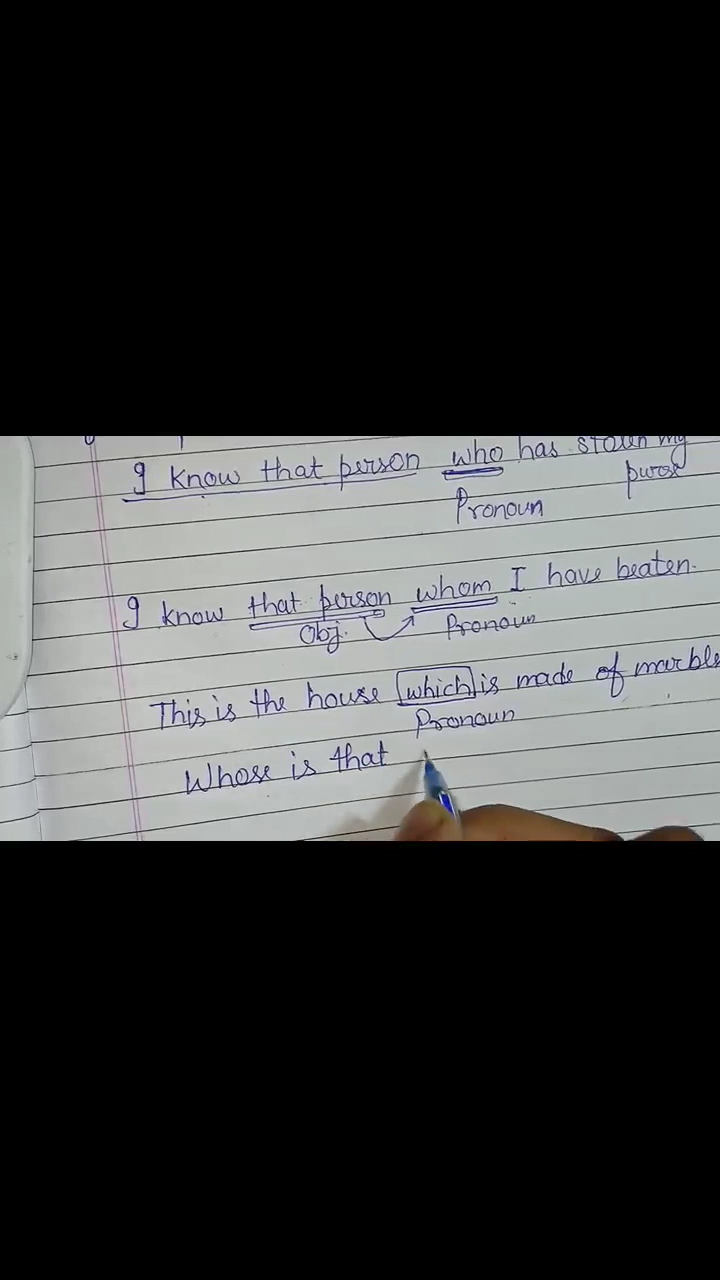 I know that person who has stolen my
purse
Pronoun
I know that person whom I have beaten.
Obj. Pronoun
This is the house which is made of marble
Pronoun
Whose is that